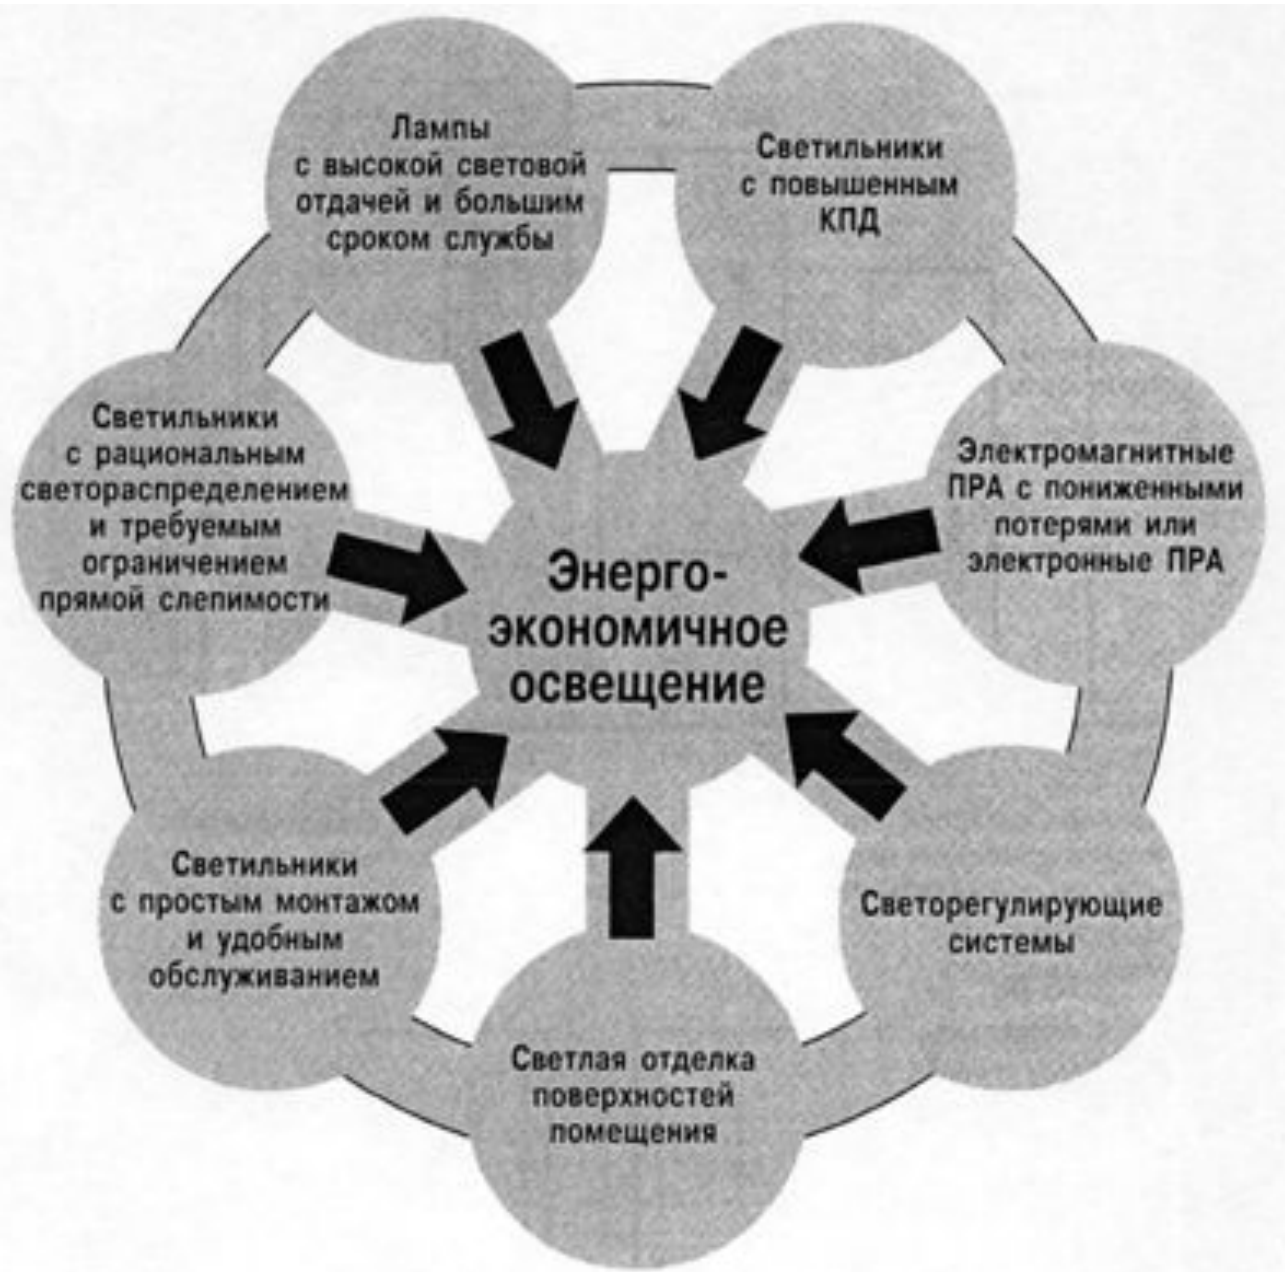 Лампы
с высокой световой
отдачей и большим
сроком службы
Светильники
с повышенным
КПД
Светильники
с рациональным
светораспределением
и требуемым
ограничением
прямой слепимости
Электромагнитные
ПРА с пониженными
потерями или
электронные ПРА
Энерго-
экономичное
освещение
Светильники
с простым монтажом
и удобным
обслуживанием
Светорегулирующие
системы
Светлая отделка
поверхностей
помещения